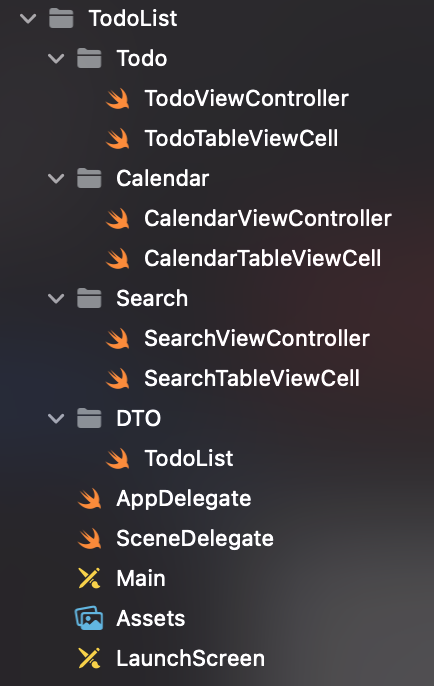 TodoList
Todo
TodoViewController
TodoTableViewCell
Calendar
CalendarViewController
CalendarTableViewCell
Search
SearchViewController
SearchTableViewCell
DTO
TodoList
AppDelegate
SceneDelegate
Main
Assets
LaunchScreen